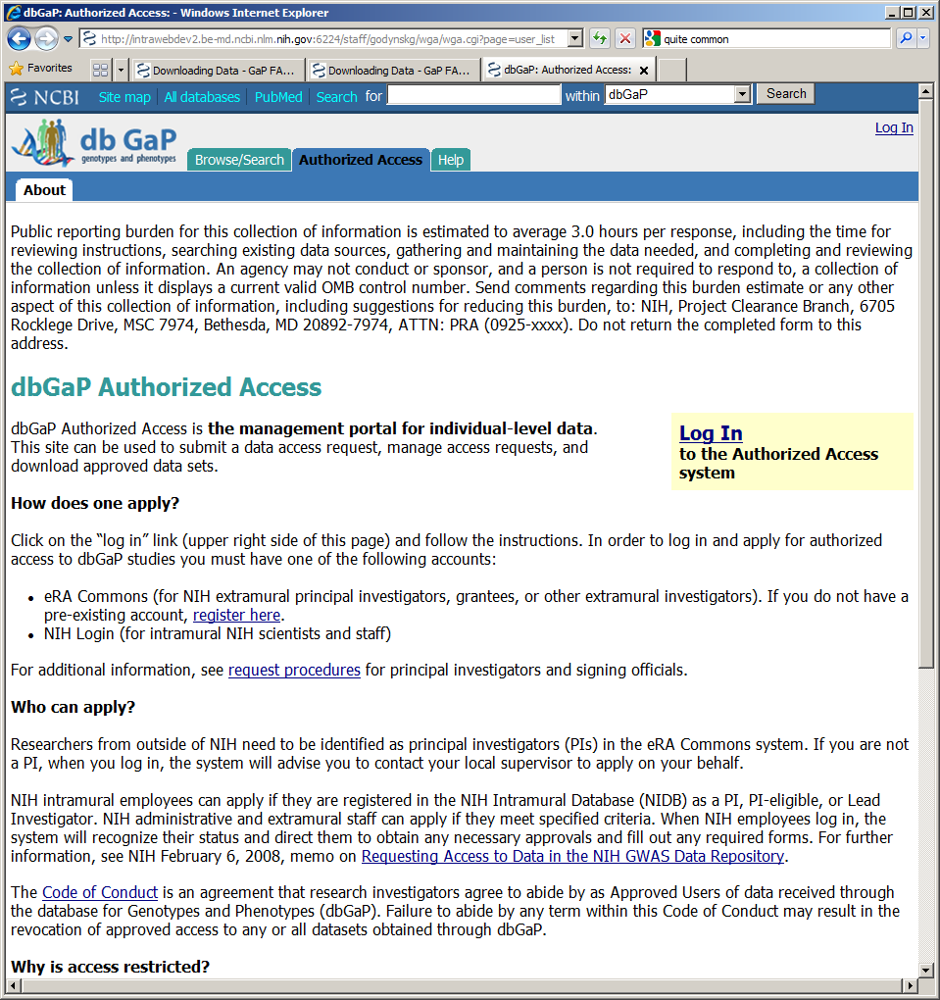 dbGaP: Authorized Access: - Windows Internet Explorer
http://intrawebdev2.be-md.ncbi.nlm.nih.gov:6224/staff/godynskg/wga/wga.cgi?page=user_list
quite common
Favorites
Downloading Data - GaP FA...
Downloading Data - GaP FA...
dbGaP: Authorized Access:
NCBI Site map All databases PubMed Search for within dbGaP Search
Log In
db GaP
genotypes and phenotypes
Browse/Search Authorized Access Help
About
Public reporting burden for this collection of information is estimated to average 3.0 hours per response, including the time for
reviewing instructions, searching existing data sources, gathering and maintaining the data needed, and completing and reviewing
the collection of information. An agency may not conduct or sponsor, and a person is not required to respond to, a collection of
information unless it displays a current valid OMB control number. Send comments regarding this burden estimate or any other
aspect of this collection of information, including suggestions for reducing this burden, to: NIH, Project Clearance Branch, 6705
Rocklege Drive, MSC 7974, Bethesda, MD 20892-7974, ATTN: PRA (0925-xxxx). Do not return the completed form to this
address.
dbGaP Authorized Access
dbGaP Authorized Access is the management portal for individual-level data.
This site can be used to submit a data access request, manage access requests, and
download approved data sets.
Log In
to the Authorized Access
system
How does one apply?
Click on the “log in” link (upper right side of this page) and follow the instructions. In order to log in and apply for authorized
access to dbGaP studies you must have one of the following accounts:
• eRA Commons (for NIH extramural principal investigators, grantees, or other extramural investigators). If you do not have a
pre-existing account, register here.
• NIH Login (for intramural NIH scientists and staff)
For additional information, see request procedures for principal investigators and signing officials.
Who can apply?
Researchers from outside of NIH need to be identified as principal investigators (PIs) in the eRA Commons system. If you are not
a PI, when you log in, the system will advise you to contact your local supervisor to apply on your behalf.
NIH intramural employees can apply if they are registered in the NIH Intramural Database (NIDB) as a PI, PI-eligible, or Lead
Investigator. NIH administrative and extramural staff can apply if they meet specified criteria. When NIH employees log in, the
system will recognize their status and direct them to obtain any necessary approvals and fill out any required forms. For further
information, see NIH February 6, 2008, memo on Requesting Access to Data in the NIH GWAS Data Repository.
The Code of Conduct is an agreement that research investigators agree to abide by as Approved Users of data received through
the database for Genotypes and Phenotypes (dbGaP). Failure to abide by any term within this Code of Conduct may result in the
revocation of approved access to any or all datasets obtained through dbGaP.
Why is access restricted?